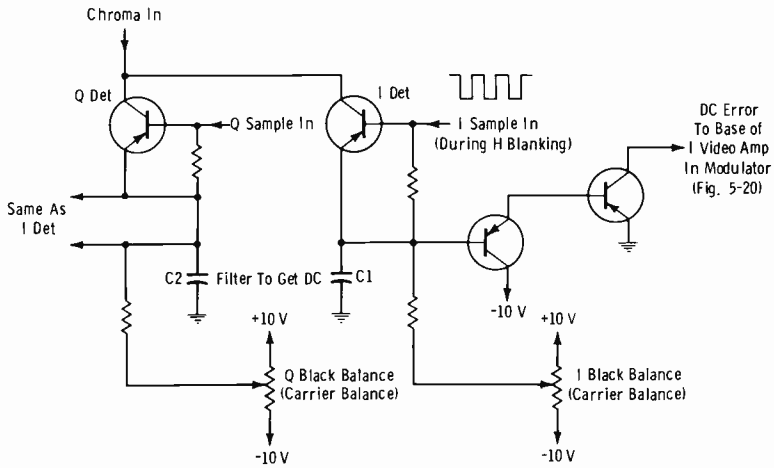 Chroma In
Q Det
Q Sample In
I Det
I Sample In
(During H Blanking)
DC Error
To Base of
I Video Amp
In Modulator
(Fig. 5-20)
Same As
I Det
C2
Filter To Get DC
C1
-10 V
+10 V
Q Black Balance
(Carrier Balance)
-10 V
+10 V
I Black Balance
(Carrier Balance)
-10 V